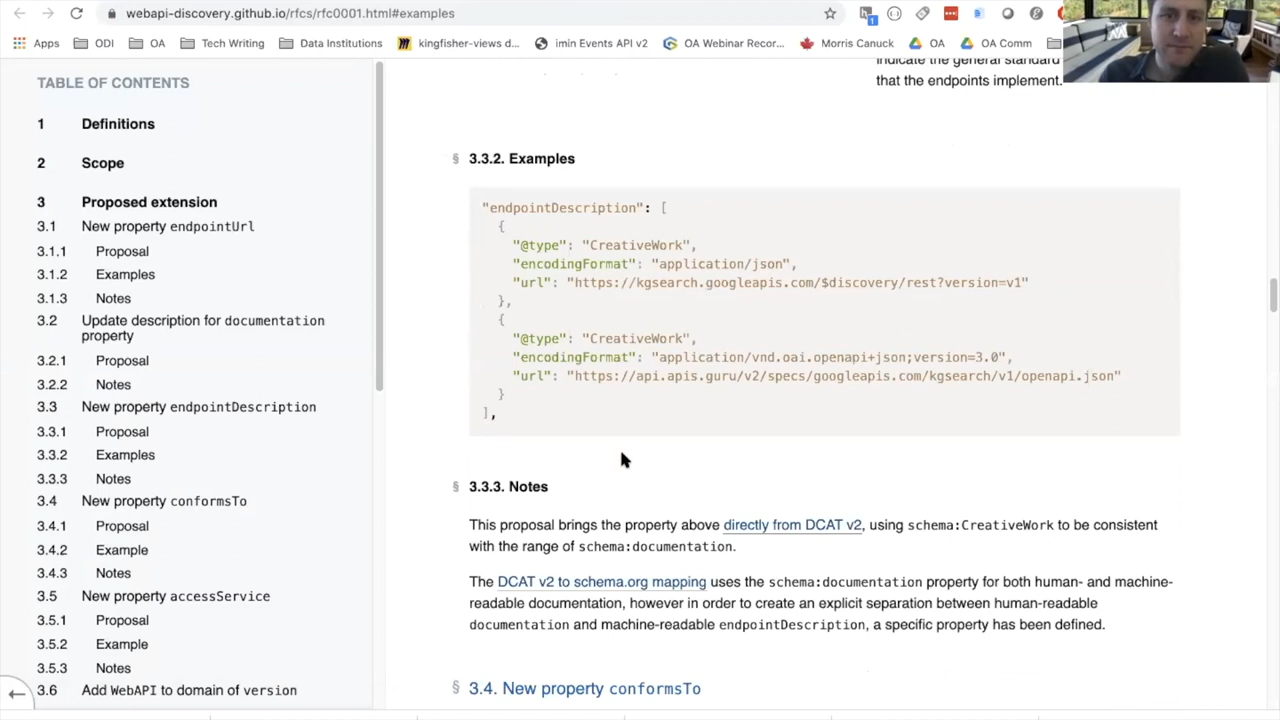 webapi-discovery.github.io/rfcs/rfc0001.html#examples
1
Apps ODI OA Tech Writing Data Institutions kingfisher-views d... imin Events API v2 OA Webinar Recor... Morris Canuck OA OA Comm
TABLE OF CONTENTS
1 Definitions
2 Scope
3 Proposed extension
3.1 New property endpointUrl
3.1.1 Proposal
3.1.2 Examples
3.1.3 Notes
3.2 Update description for documentation
property
3.2.1 Proposal
3.2.2 Notes
3.3 New property endpointDescription
3.3.1 Proposal
3.3.2 Examples
3.3.3 Notes
3.4 New property conformsTo
3.4.1 Proposal
3.4.2 Example
3.4.3 Notes
3.5 New property accessService
3.5.1 Proposal
3.5.2 Example
3.5.3 Notes
3.6 Add WebAPI to domain of version
indicate the general standard
that the endpoints implement.
§ 3.3.2. Examples
"endpointDescription": [
{
"@type": "CreativeWork",
"encodingFormat": "application/json",
"url": "https://kgsearch.googleapis.com/$discovery/rest?version=v1"
},
{
"@type": "CreativeWork",
"encodingFormat": "application/vnd.oai.openapi+json;version=3.0",
"url": "https://api.apis.guru/v2/specs/googleapis.com/kgsearch/v1/openapi.json"
}
],
§ 3.3.3. Notes
This proposal brings the property above directly from DCAT v2, using schema:CreativeWork to be consistent
with the range of schema:documentation.
The DCAT v2 to schema.org mapping uses the schema:documentation property for both human- and machine-
readable documentation, however in order to create an explicit separation between human-readable
documentation and machine-readable endpointDescription, a specific property has been defined.
§ 3.4. New property conformsTo